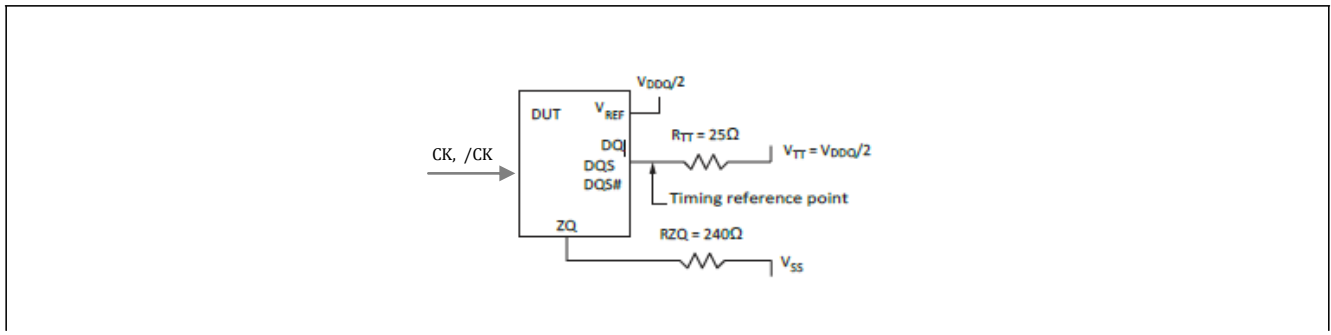 VDDQ/2
DUT
VREF
RTT = 25Ω
DQ
VTT = VDDQ/2
CK, /CK
DQS
DQS#
Timing reference point
ZQ
RZQ = 240Ω
VSS